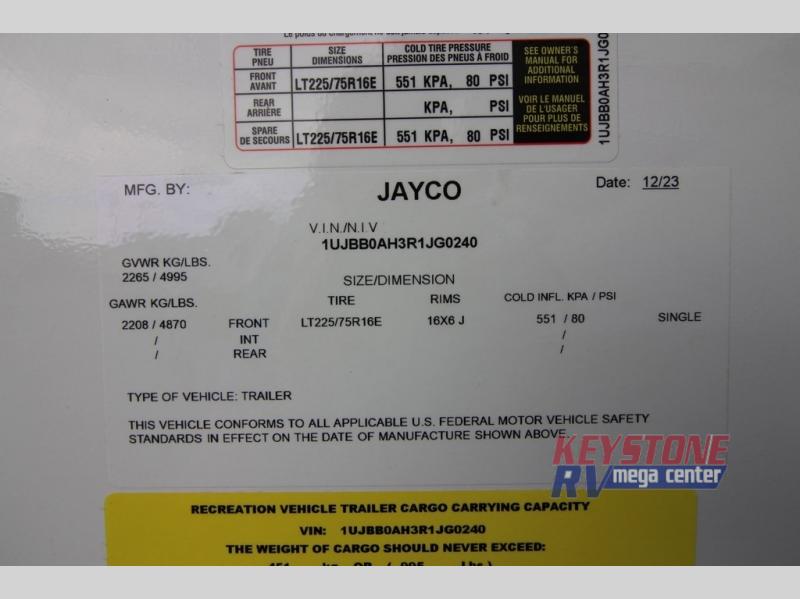 TIRE PNEU SIZE DIMENSIONS COLD TIRE PRESSURE PRESSION DES PNEUS À FROID
FRONT AVANT LT225/75R16E 551 KPA, 80 PSI
REAR ARRIÈRE KPA, PSI
SPARE DE SECOURS LT225/75R16E 551 KPA, 80 PSI
SEE OWNER'S
MANUAL FOR
ADDITIONAL
INFORMATION
VOIR LE MANUEL
DE L'USAGER
POUR PLUS DE
RENSEIGNEMENTS
1UJBB0AH3R1JG0
MFG. BY: JAYCO Date: 12/23
V.I.N./N.I.V
1UJBB0AH3R1JG0240
GVWR KG/LBS.
2265 / 4995
SIZE/DIMENSION
GAWR KG/LBS. TIRE RIMS COLD INFL. KPA / PSI
2208 / 4870 FRONT LT225/75R16E 16X6 J 551 / 80 SINGLE
/ INT /
/ REAR /
TYPE OF VEHICLE: TRAILER
THIS VEHICLE CONFORMS TO ALL APPLICABLE U.S. FEDERAL MOTOR VEHICLE SAFETY
STANDARDS IN EFFECT ON THE DATE OF MANUFACTURE SHOWN ABOVE.
KEYSTONE
RV mega center
RECREATION VEHICLE TRAILER CARGO CARRYING CAPACITY
VIN: 1UJBB0AH3R1JG0240
THE WEIGHT OF CARGO SHOULD NEVER EXCEED: